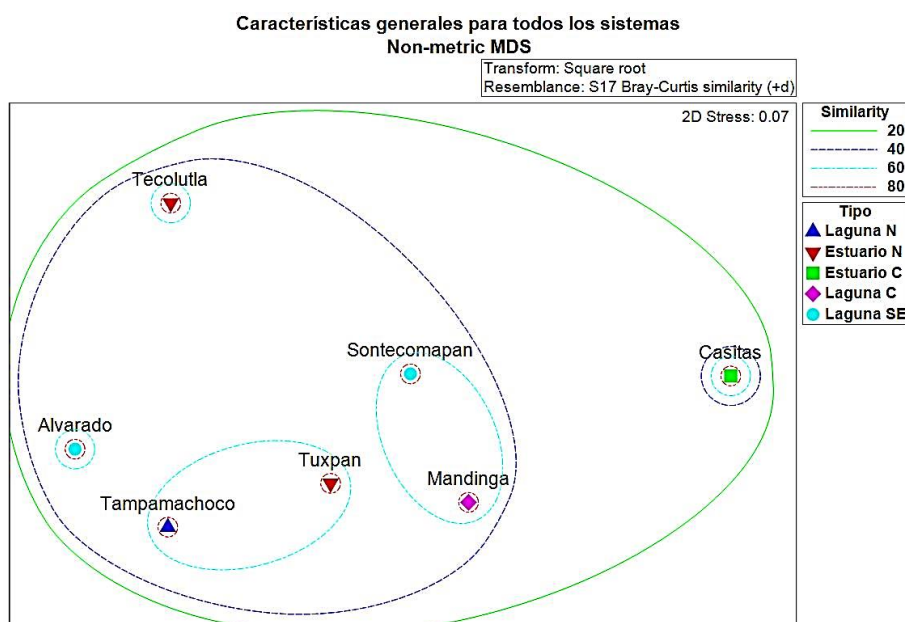 Características generales para todos los sistemas
Non-metric MDS
Transform: Square root
Resemblance: S17 Bray-Curtis similarity (+d)
2D Stress: 0.07
Similarity
20
40
60
80
Tipo
Laguna N
Estuario N
Estuario C
Laguna C
Laguna SE
Tecolutla
Sontecomapan
Casitas
Alvarado
Tuxpan
Mandinga
Tampamachoco